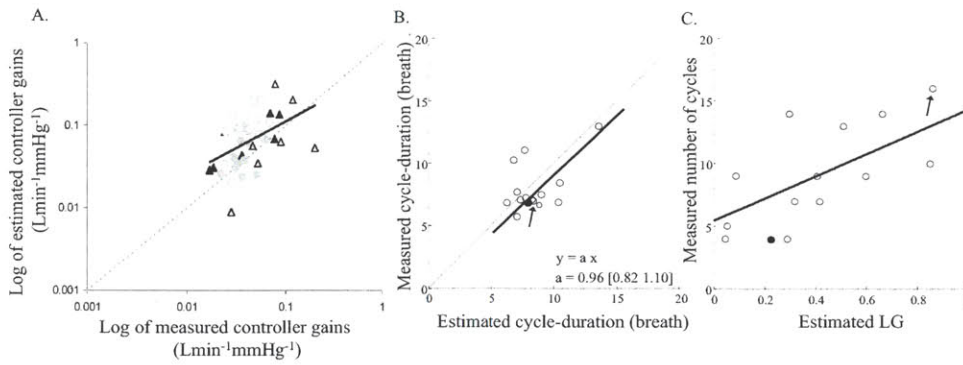 A.
Log of estimated controller gains
(Lmin-1mmHg-1)
1
0.1
0.01
0.001
0.001
0.01
0.1
1
Log of measured controller gains
(Lmin-1mmHg-1)
B.
Measured cycle-duration (breath)
20
15
10
5
0
y = a x
a = 0.96 [0.82 1.10]
0
5
10
15
20
Estimated cycle-duration (breath)
C.
Measured number of cycles
20
15
10
5
0
0
0.2
0.4
0.6
0.8
Estimated LG